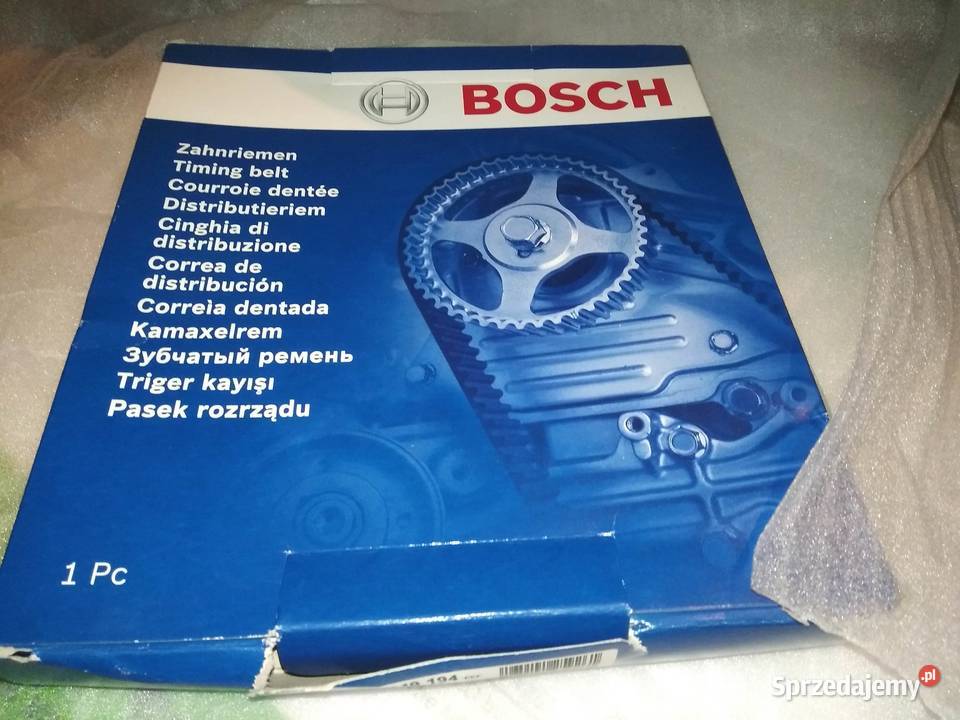 BOSCH
Zahnriemen
Timing belt
Courroie dentée
Distributieriem
Cinghia di
distribuzione
Correa de
distribución
Correia dentada
Kamaxelrem
Зубчатый ремень
Triger kayışı
Pasek rozrządu
1 Pc
194
Sprzedajemy.pl